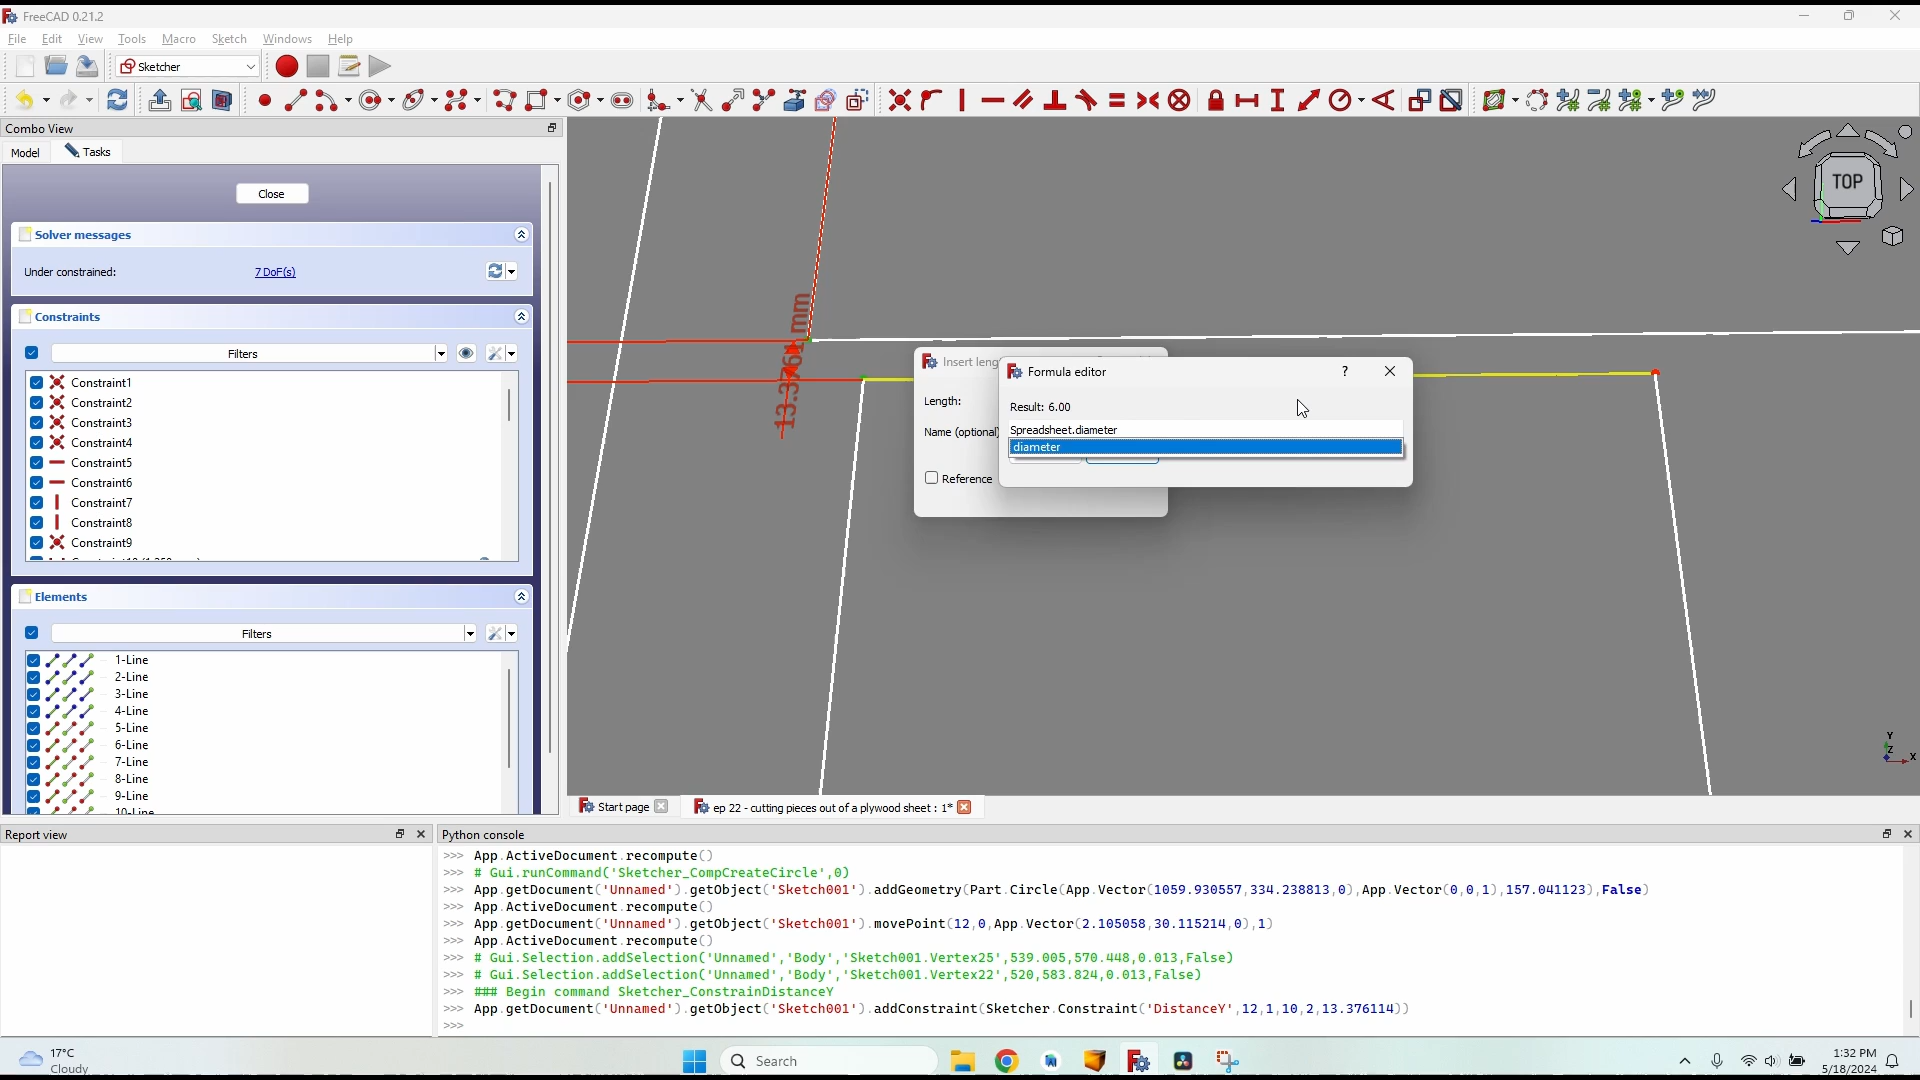 FreeCAD 0.21.2
File Edit View Tools Macro Sketch Windows Help
Sketcher
Combo View
Model Tasks
TOP
Close
Solver messages
Under constrained: 7 DoF(s)
Constraints
Filters
Constraint1
Constraint2
Constraint3
Constraint4
Constraint5
Constraint6
Constraint7
Constraint8
Constraint9
Elements
Filters
1-Line
2-Line
3-Line
4-Line
5-Line
6-Line
7-Line
8-Line
9-Line
10-Line
13.3761 mm
Insert leng
Length:
Name (optional)
Reference
Formula editor
Result: 6.00
Spreadsheet.diameter
diameter
Y
Z
X
Start page
ep 22 - cutting pieces out of a plywood sheet : 1*
Report view
Python console
>>> App.ActiveDocument.recompute()
>>> # Gui.runCommand('Sketcher_CompCreateCircle',0)
>>> App.getDocument('Unnamed').getObject('Sketch001').addGeometry(Part.Circle(App.Vector(1059.930557,334.238813,0),App.Vector(0,0,1),157.041123),False)
>>> App.ActiveDocument.recompute()
>>> App.getDocument('Unnamed').getObject('Sketch001').movePoint(12,0,App.Vector(2.105058,30.115214,0),1)
>>> App.ActiveDocument.recompute()
>>> # Gui.Selection.addSelection('Unnamed','Body','Sketch001.Vertex25',539.005,570.448,0.013,False)
>>> # Gui.Selection.addSelection('Unnamed','Body','Sketch001.Vertex22',520,583.824,0.013,False)
>>> ### Begin command Sketcher_ConstrainDistanceY
>>> App.getDocument('Unnamed').getObject('Sketch001').addConstraint(Sketcher.Constraint('DistanceY',12,1,10,2,13.376114))
>>>
17°C
Cloudy
Search
1:32 PM
5/18/2024